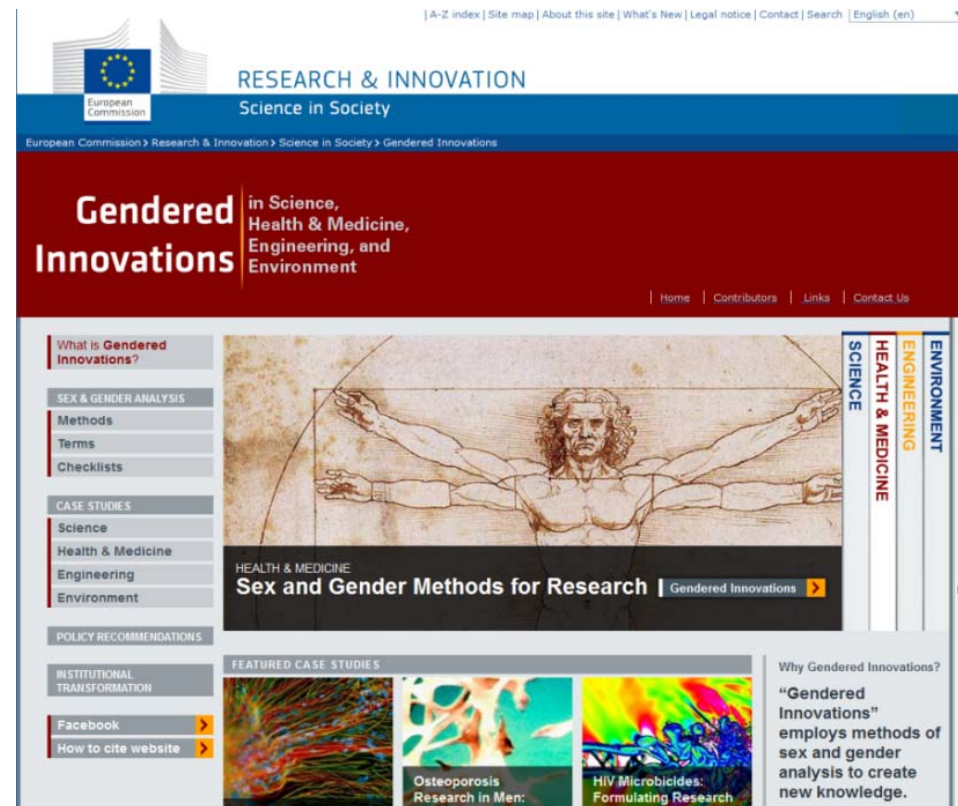 | A-Z index | Site map | About this site | What's New | Legal notice | Contact | Search | English (en)
European
Commission
RESEARCH & INNOVATION
Science in Society
European Commission > Research & Innovation > Science in Society > Gendered Innovations
Gendered
Innovations
in Science,
Health & Medicine,
Engineering, and
Environment
| Home | Contributors | Links | Contact Us
What is Gendered
Innovations?
SEX & GENDER ANALYSIS
Methods
Terms
Checklists
CASE STUDIES
Science
Health & Medicine
Engineering
Environment
POLICY RECOMMENDATIONS
INSTITUTIONAL
TRANSFORMATION
Facebook
How to cite website
HEALTH & MEDICINE
Sex and Gender Methods for Research
Gendered Innovations
SCIENCE
HEALTH & MEDICINE
ENGINEERING
ENVIRONMENT
FEATURED CASE STUDIES
Osteoporosis
Research in Men:
HIV Microbicides:
Formulating Research
Why Gendered Innovations?
"Gendered
Innovations"
employs methods of
sex and gender
analysis to create
new knowledge.